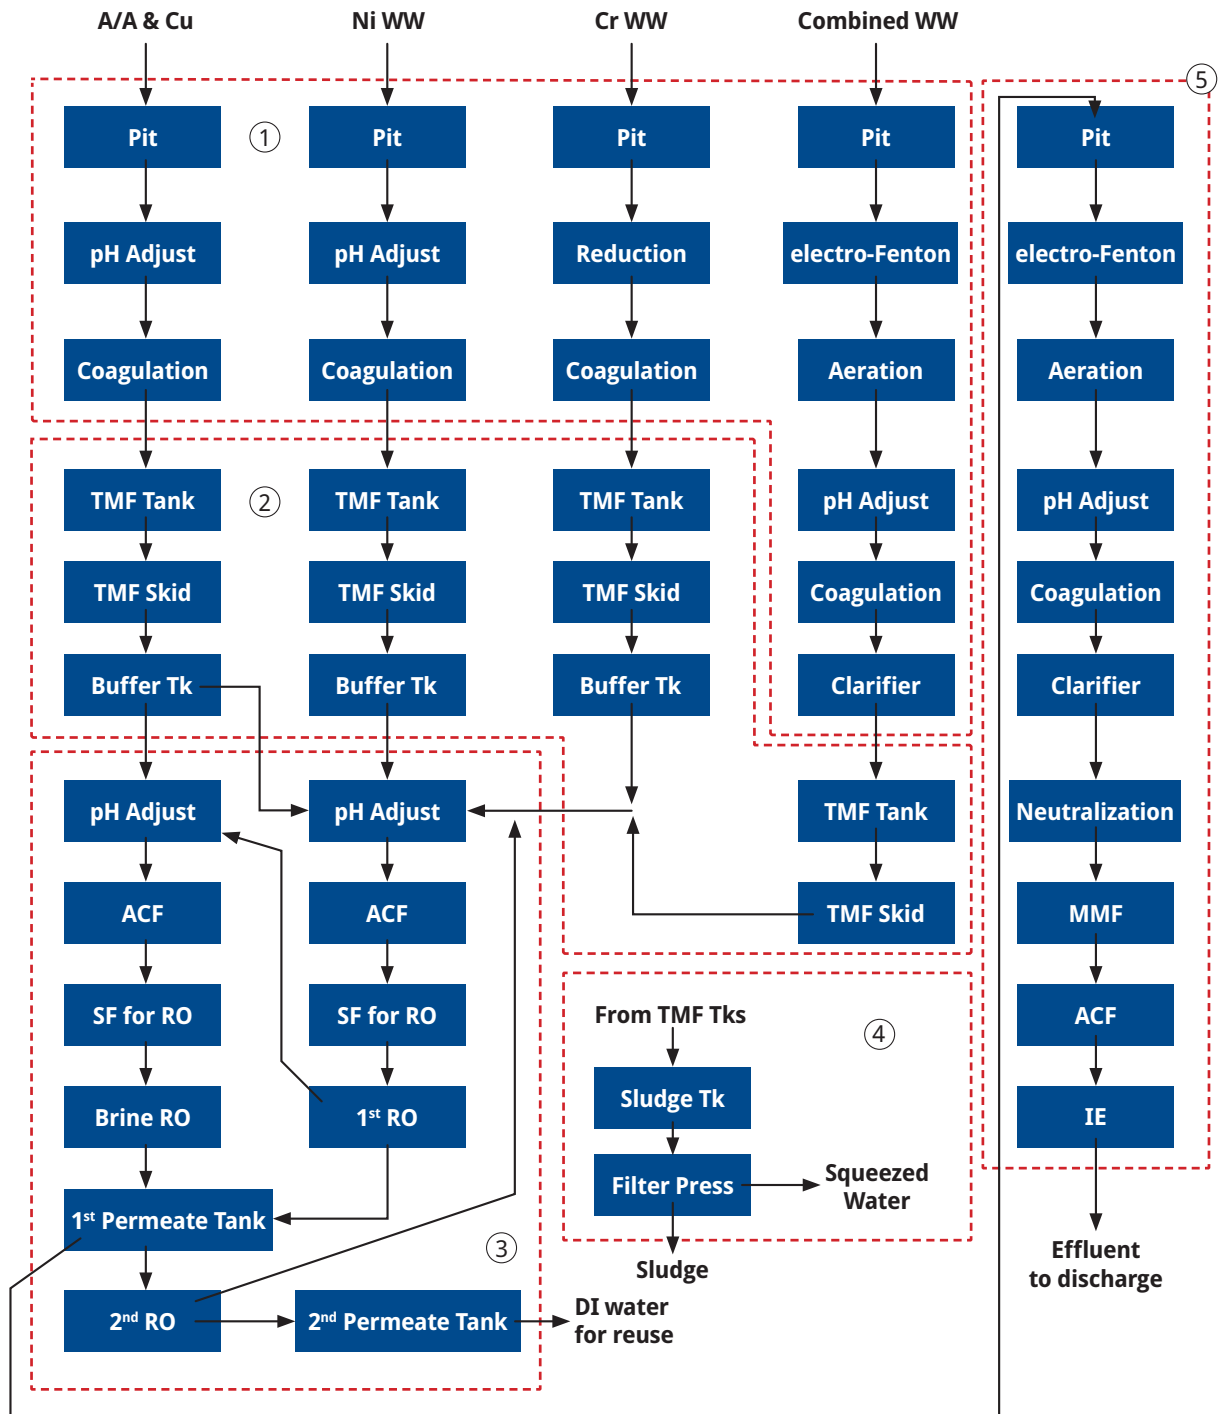 A/A & Cu
Ni WW
Cr WW
Combined WW
5
Pit
1
Pit
Pit
Pit
Pit
pH Adjust
pH Adjust
Reduction
electro-Fenton
electro-Fenton
Coagulation
Coagulation
Coagulation
Aeration
Aeration
TMF Tank
2
TMF Tank
TMF Tank
pH Adjust
pH Adjust
TMF Skid
TMF Skid
TMF Skid
Coagulation
Coagulation
Buffer Tk
Buffer Tk
Buffer Tk
Clarifier
Clarifier
pH Adjust
pH Adjust
TMF Tank
Neutralization
ACF
ACF
TMF Skid
MMF
SF for RO
SF for RO
From TMF Tks
4
ACF
Brine RO
1st RO
Sludge Tk
IE
Filter Press
Squeezed
Water
1st Permeate Tank
3
Sludge
Effluent
to discharge
2nd RO
2nd Permeate Tank
DI water
for reuse